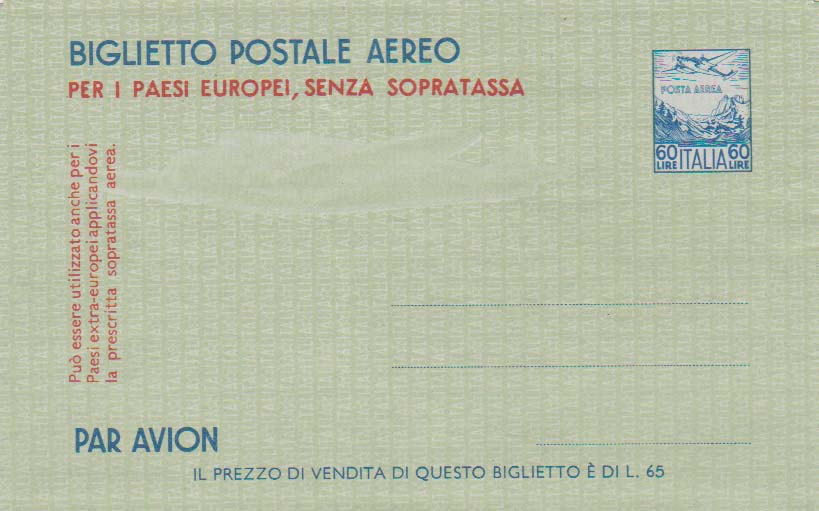 BIGLIETTO POSTALE AEREO
PER I PAESI EUROPEI, SENZA SOPRATASSA
POSTA AEREA
60 LIRE ITALIA 60 LIRE
Può essere utilizzato anche per i
Paesi extra-europei applicandovi
la prescritta sopratassa aerea.
PAR AVION
IL PREZZO DI VENDITA DI QUESTO BIGLIETTO È DI L. 65